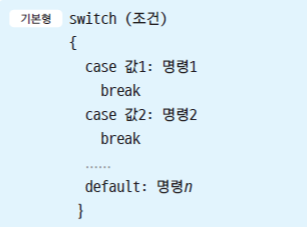 기본형 switch (조건)
{
case 값1: 명령1
break
case 값2: 명령2
break
......
default: 명령n
}